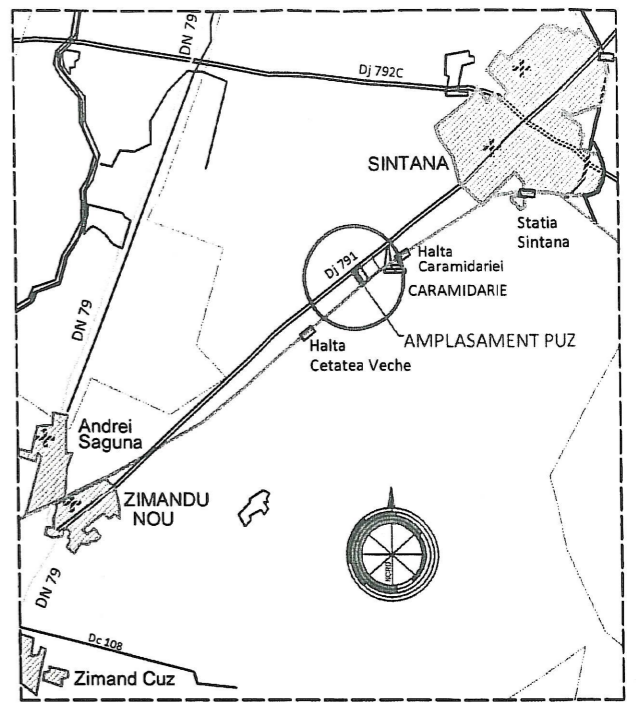 DN 79
Dj 792C
SINTANA
Statia
Sintana
Dj 791
Halta
Caramidariei
CARAMIDARIE
AMPLASAMENT PUZ
Halta
Cetatea Veche
DN 79
Andrei
Saguna
ZIMANDU
NOU
NORD
DN 79
Dc 108
Zimand Cuz